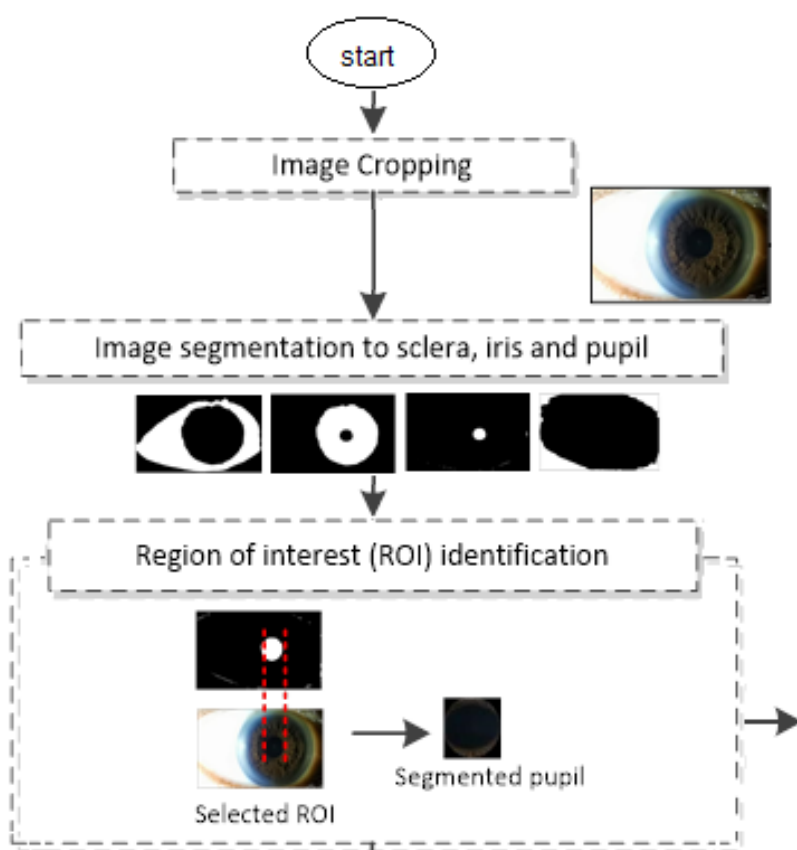 start
Image Cropping
Image segmentation to sclera, iris and pupil
Region of interest (ROI) identification
Segmented pupil
Selected ROI